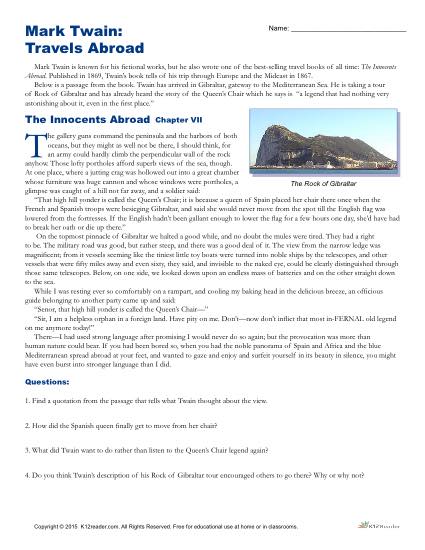 Mark Twain:
Travels Abroad
Name: ____________________
Mark Twain is known for his fictional works, but he also wrote one of the best-selling travel books of all time: The Innocents
Abroad. Published in 1869, Twain's book tells of his trip through Europe and the Mideast in 1867.
Below is a passage from the book. Twain has arrived in Gibraltar, gateway to the Mediterranean Sea. He is taking a tour
of Rock of Gibraltar and has already heard the story of the Queen's Chair which he says is "a legend that had nothing very
astonishing about it, even in the first place."
The Innocents Abroad Chapter VII
The gallery guns command the peninsula and the harbors of both
oceans, but they might as well not be there, I should think, for
an army could hardly climb the perpendicular wall of the rock
anyhow. Those lofty portholes afford superb views of the sea, though.
At one place, where a jutting crag was hollowed out into a great chamber
whose furniture was huge cannon and whose windows were portholes, a
glimpse was caught of a hill not far away, and a soldier said:
"That high hill yonder is called the Queen's Chair; it is because a queen of Spain placed her chair there once when the
French and Spanish troops were besieging Gibraltar, and said she would never move from the spot till the English flag was
lowered from the fortresses. If the English hadn't been gallant enough to lower the flag for a few hours one day, she'd have had
to break her oath or die up there."
On the topmost pinnacle of Gibraltar we halted a good while, and no doubt the mules were tired. They had a right
to be. The military road was good, but rather steep, and there was a good deal of it. The view from the narrow ledge was
magnificent; from it vessels seeming like the tiniest little toy boats were turned into noble ships by the telescopes, and other
vessels that were fifty miles away and even sixty, they said, and invisible to the naked eye, could be clearly distinguished through
those same telescopes. Below, on one side, we looked down upon an endless mass of batteries and on the other straight down
to the sea.
While I was resting ever so comfortably on a rampart, and cooling my baking head in the delicious breeze, an officious
guide belonging to another party came up and said:
"Senor, that high hill yonder is called the Queen's Chair—"
"Sir, I am a helpless orphan in a foreign land. Have pity on me. Don't—now don't inflict that most in-FERNAL old legend
on me anymore today!"
There—I had used strong language after promising I would never do so again; but the provocation was more than
human nature could bear. If you had been bored so, when you had the noble panorama of Spain and Africa and the blue
Mediterranean spread abroad at your feet, and wanted to gaze and enjoy and surfeit yourself in its beauty in silence, you might
have even burst into stronger language than I did.
The Rock of Gibraltar
Questions:
1. Find a quotation from the passage that tells what Twain thought about the view.
2. How did the Spanish queen finally get to move from her chair?
3. What did Twain want to do rather than listen to the Queen's Chair legend again?
4. Do you think Twain's description of his Rock of Gibraltar tour encouraged others to go there? Why or why not?
Copyright © 2015 K12reader.com. All Rights Reserved. Free for educational use at home or in classrooms.
K12Reader